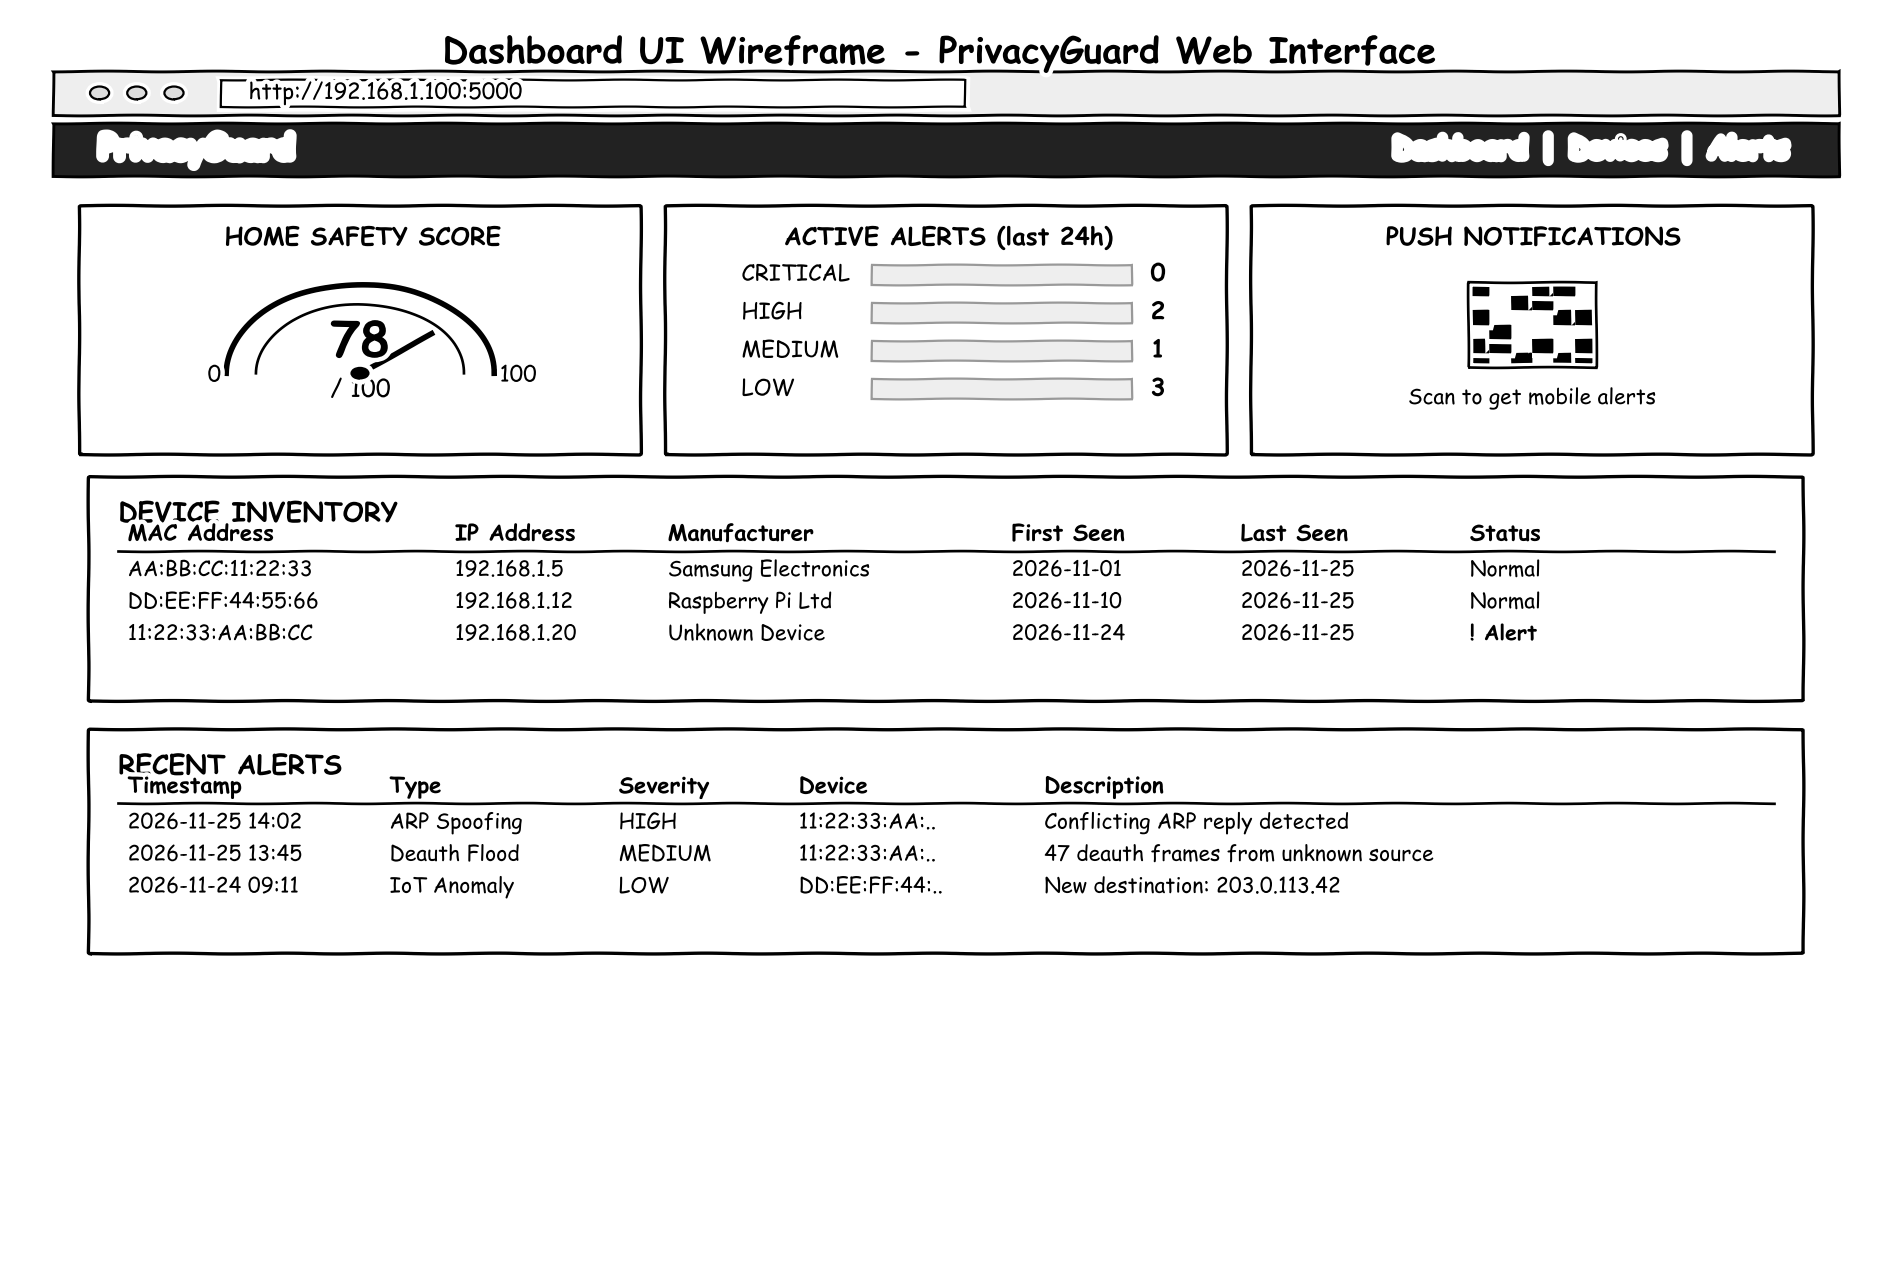 Dashboard UI Wireframe - PrivacyGuard Web Interface
http://192.168.1.100:5000
PrivacyGuard
Dashboard | Devices | Alerts
HOME SAFETY SCORE
78
0
100
/ 100
ACTIVE ALERTS (last 24h)
CRITICAL 0
HIGH 2
MEDIUM 1
LOW 3
PUSH NOTIFICATIONS
Scan to get mobile alerts
DEVICE INVENTORY
MAC Address IP Address Manufacturer First Seen Last Seen Status
AA:BB:CC:11:22:33 192.168.1.5 Samsung Electronics 2026-11-01 2026-11-25 Normal
DD:EE:FF:44:55:66 192.168.1.12 Raspberry Pi Ltd 2026-11-10 2026-11-25 Normal
11:22:33:AA:BB:CC 192.168.1.20 Unknown Device 2026-11-24 2026-11-25 ! Alert
RECENT ALERTS
Timestamp Type Severity Device Description
2026-11-25 14:02 ARP Spoofing HIGH 11:22:33:AA:.. Conflicting ARP reply detected
2026-11-25 13:45 Deauth Flood MEDIUM 11:22:33:AA:.. 47 deauth frames from unknown source
2026-11-24 09:11 IoT Anomaly LOW DD:EE:FF:44:.. New destination: 203.0.113.42